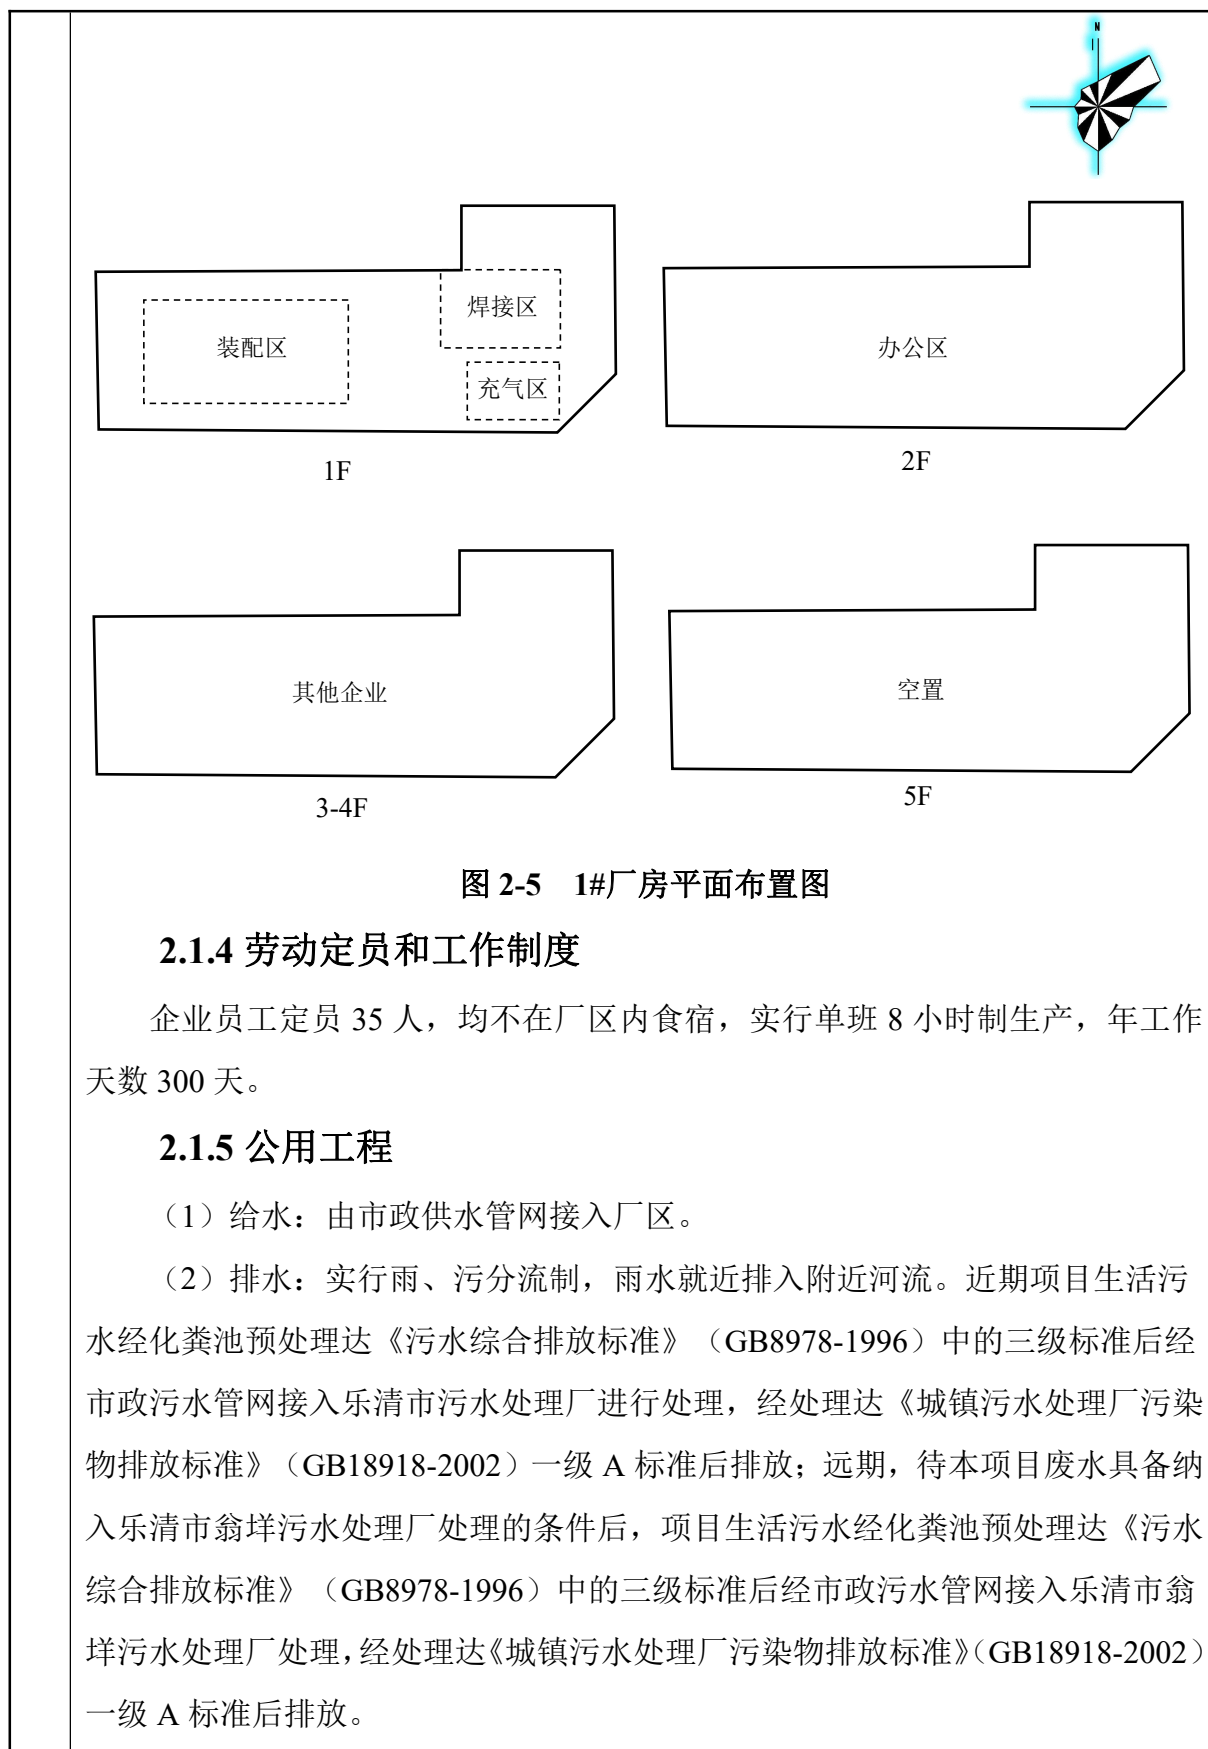 N
焊接区
装配区
充气区
办公区
1F
2F
其他企业
空置
3-4F
5F
图 2-5 1#厂房平面布置图
2.1.4 劳动定员和工作制度
企业员工定员 35 人，均不在厂区内食宿，实行单班 8 小时制生产，年工作
天数 300 天。
2.1.5 公用工程
（1）给水：由市政供水管网接入厂区。
（2）排水：实行雨、污分流制，雨水就近排入附近河流。近期项目生活污
水经化粪池预处理达《污水综合排放标准》（GB8978-1996）中的三级标准后经
市政污水管网接入乐清市污水处理厂进行处理，经处理达《城镇污水处理厂污染
物排放标准》（GB18918-2002）一级 A 标准后排放；远期，待本项目废水具备纳
入乐清市翁垟污水处理厂处理的条件后，项目生活污水经化粪池预处理达《污水
综合排放标准》（GB8978-1996）中的三级标准后经市政污水管网接入乐清市翁
垟污水处理厂处理，经处理达《城镇污水处理厂污染物排放标准》（GB18918-2002）
一级 A 标准后排放。